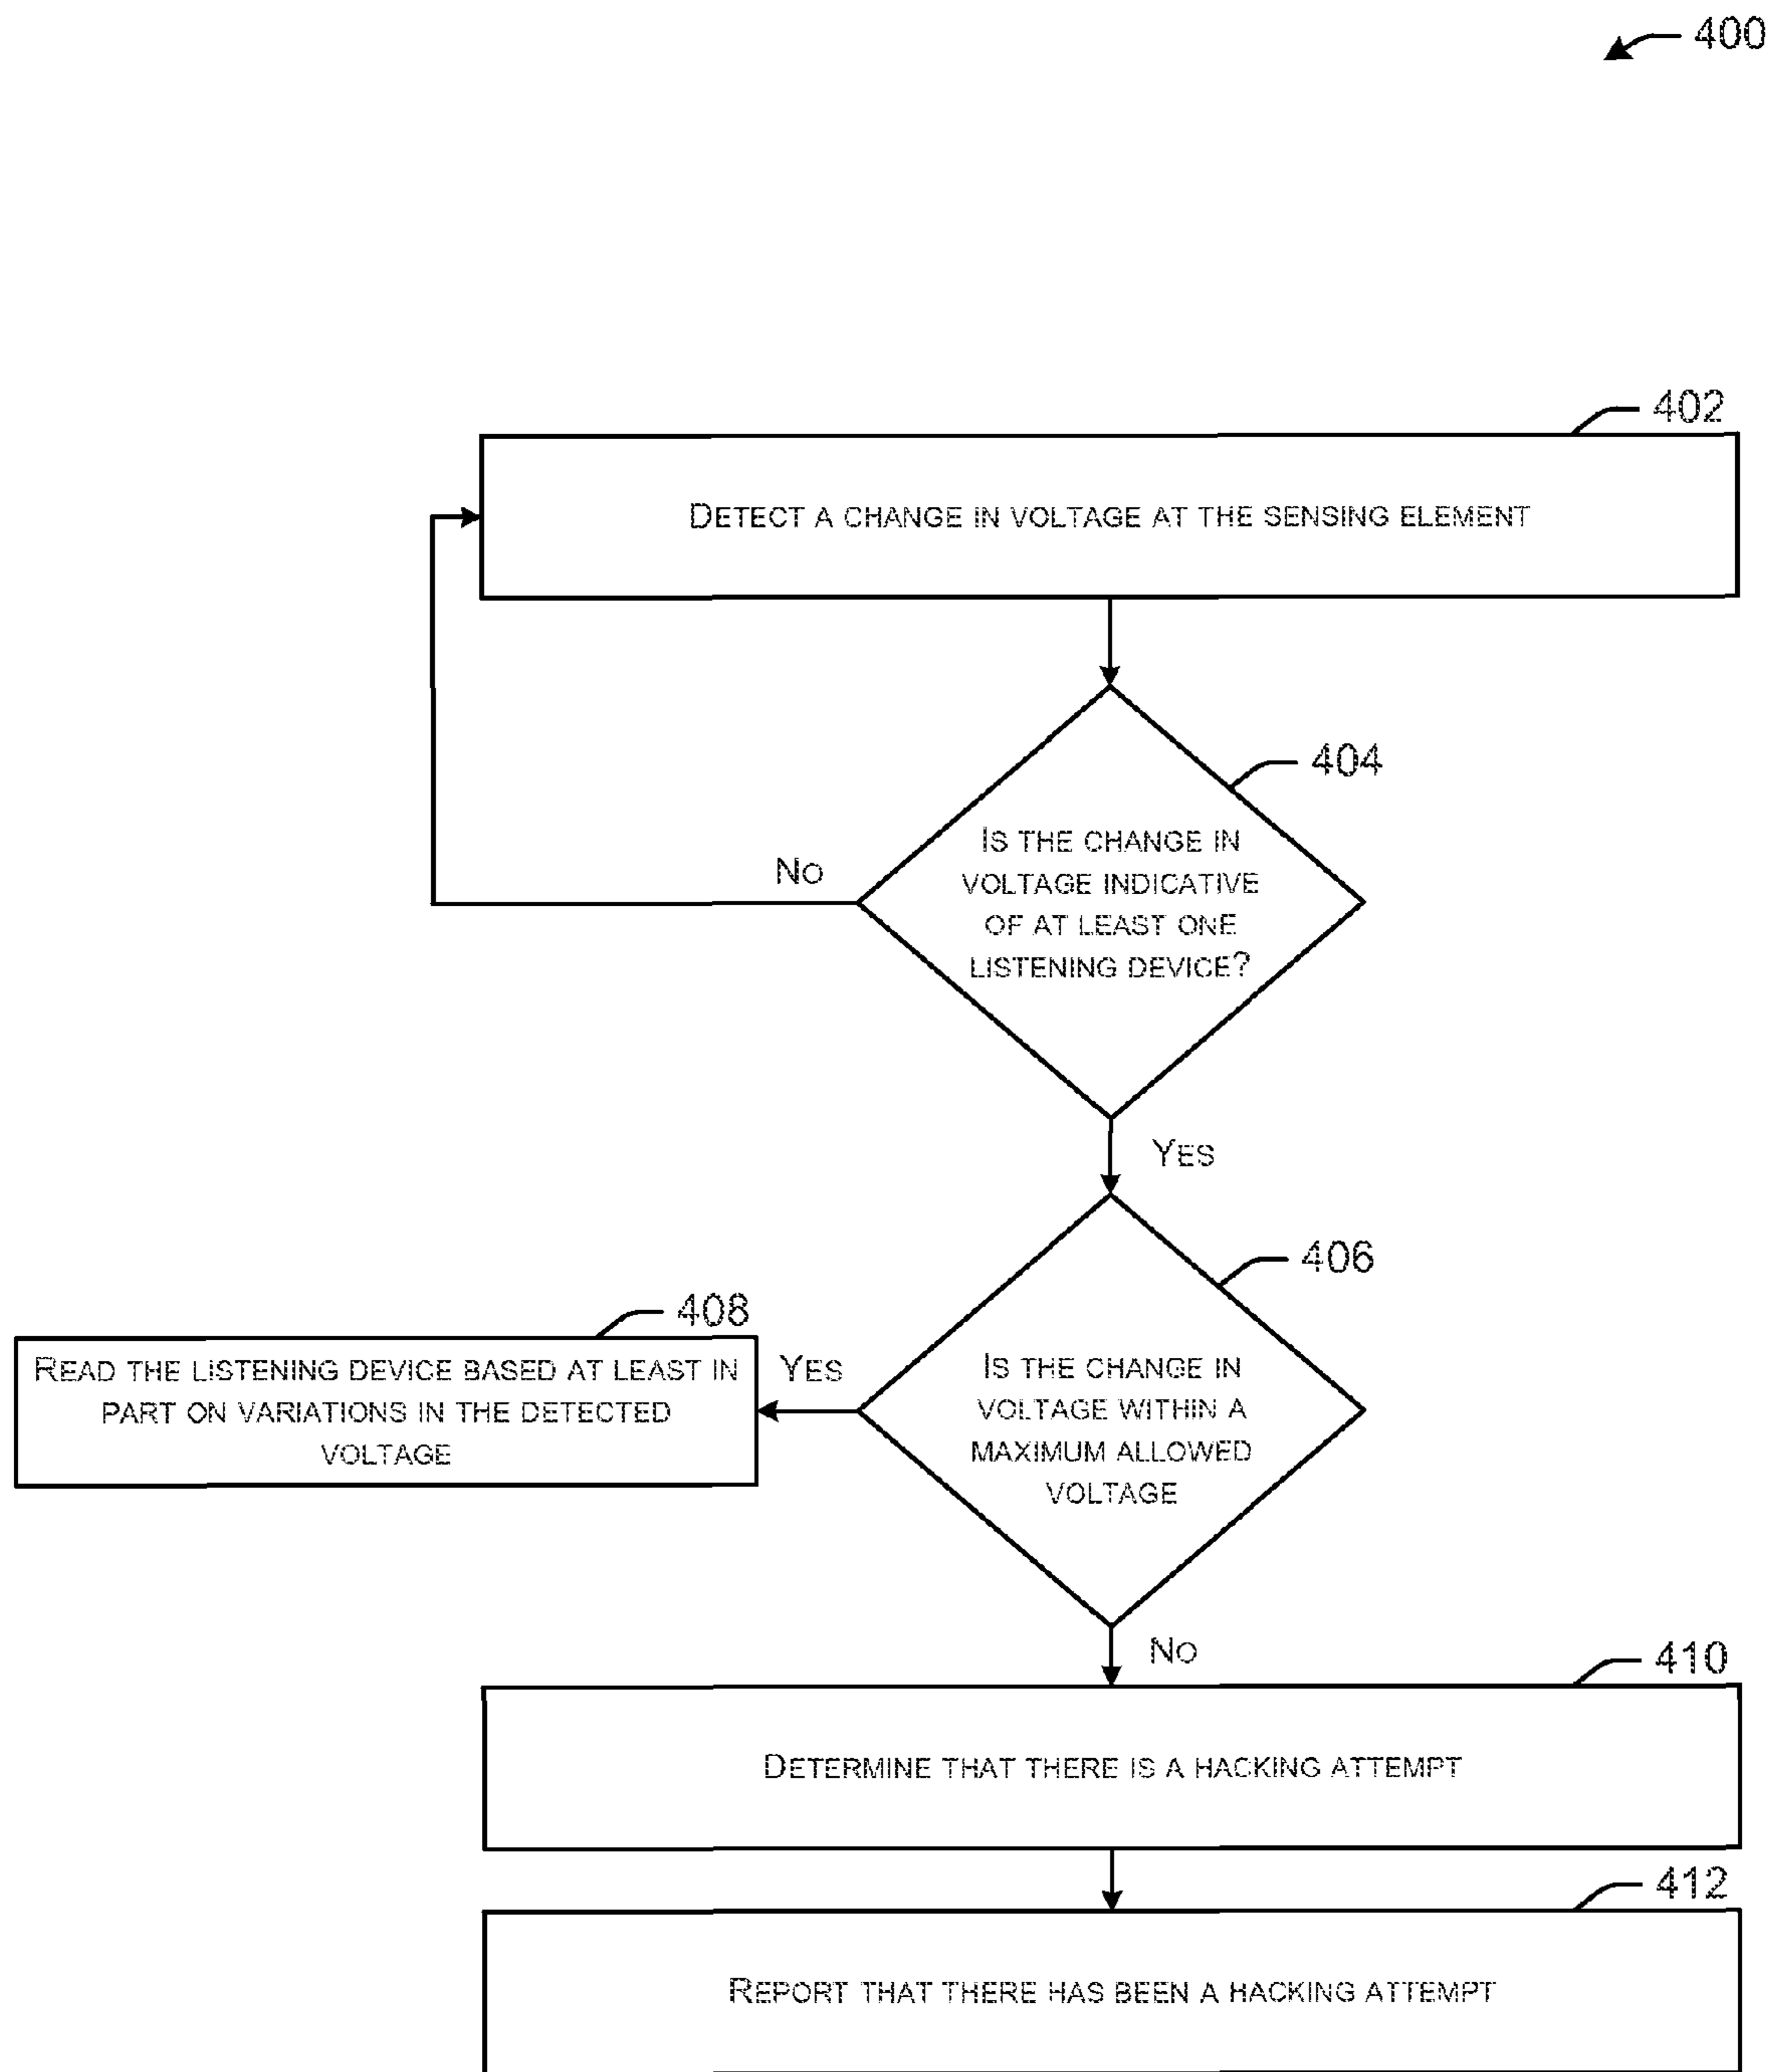 400
402
Detect a change in voltage at the sensing element
404
Is the change in
voltage indicative
of at least one
listening device?
No
Yes
406
408
Read the listening device based at least in
part on variations in the detected
voltage
Yes
Is the change in
voltage within a
maximum allowed
voltage
No
410
Determine that there is a hacking attempt
412
Report that there has been a hacking attempt